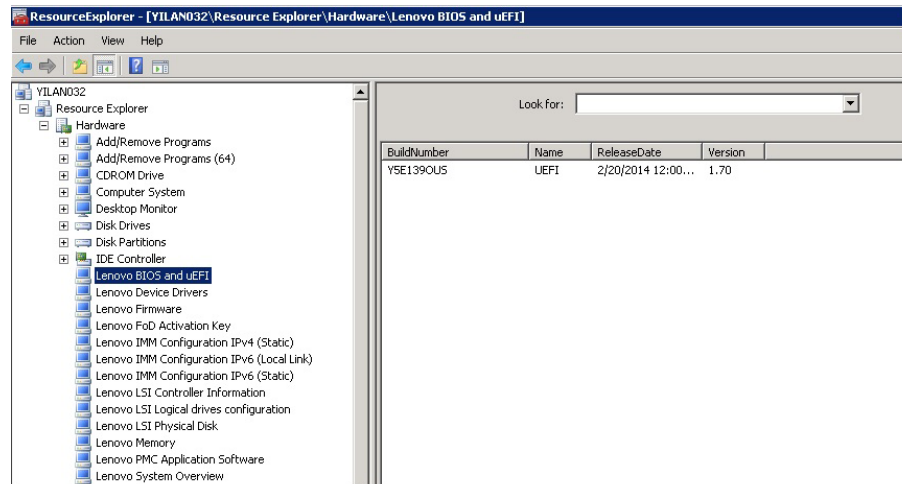 ResourceExplorer - [YILAN032\Resource Explorer\Hardware\Lenovo BIOS and uEFI]
File Action View Help
YILAN032
Resource Explorer
Hardware
Add/Remove Programs
Add/Remove Programs (64)
CDROM Drive
Computer System
Desktop Monitor
Disk Drives
Disk Partitions
IDE Controller
Lenovo BIOS and uEFI
Lenovo Device Drivers
Lenovo Firmware
Lenovo FoD Activation Key
Lenovo IMM Configuration IPv4 (Static)
Lenovo IMM Configuration IPv6 (Local Link)
Lenovo IMM Configuration IPv6 (Static)
Lenovo LSI Controller Information
Lenovo LSI Logical drives configuration
Lenovo LSI Physical Disk
Lenovo Memory
Lenovo PMC Application Software
Lenovo System Overview
Look for:
BuildNumber Name ReleaseDate Version
Y5E139OUS UEFI 2/20/2014 12:00... 1.70